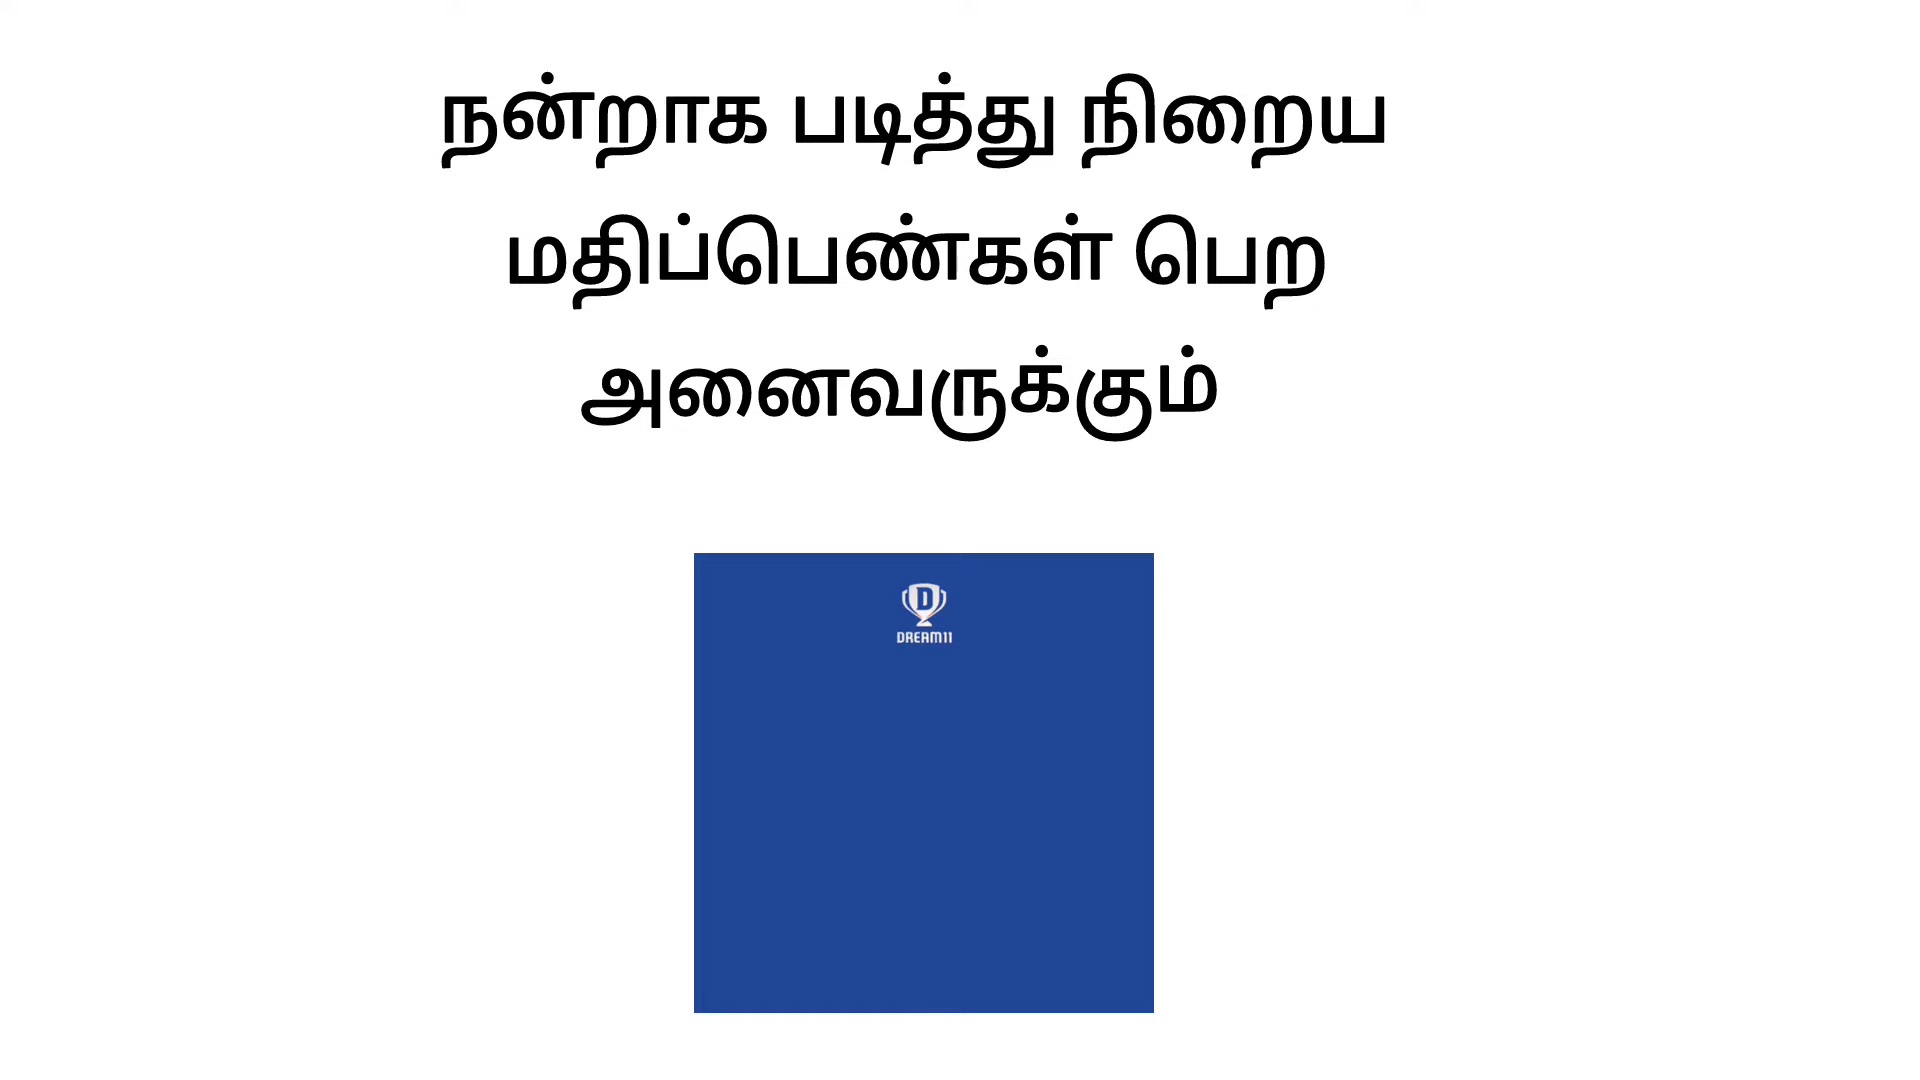 நன்றாக படித்து நிறைய
மதிப்பெண்கள் பெற
அனைவருக்கும்
D
DREAM11